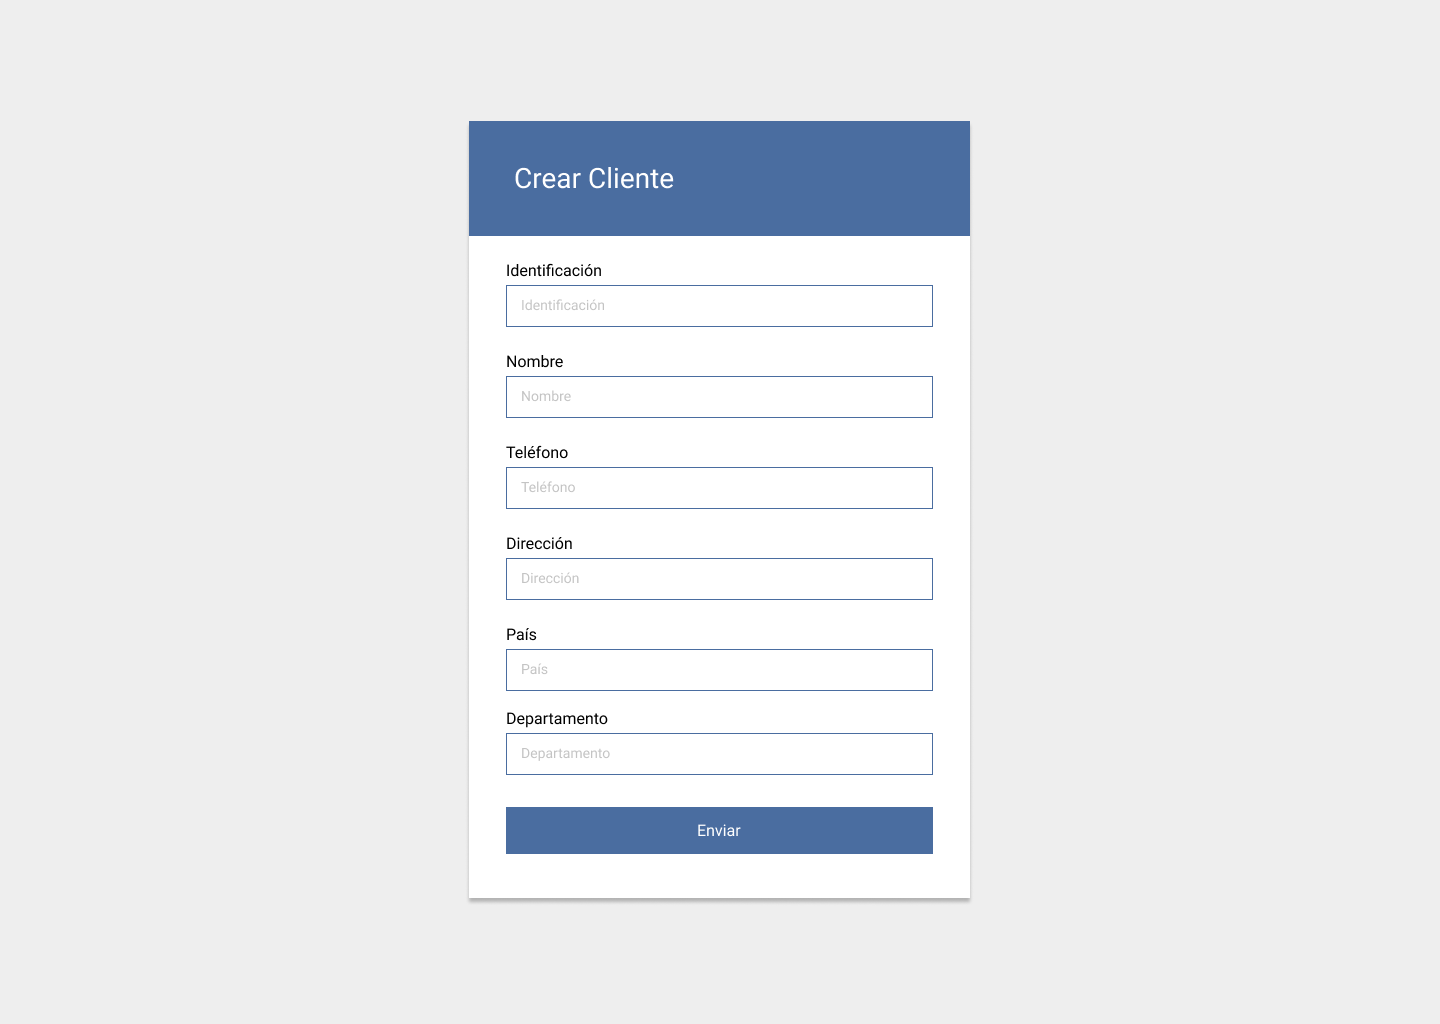 Crear Cliente
Identificación
Identificación
Nombre
Nombre
Teléfono
Teléfono
Dirección
Dirección
País
País
Departamento
Departamento
Enviar